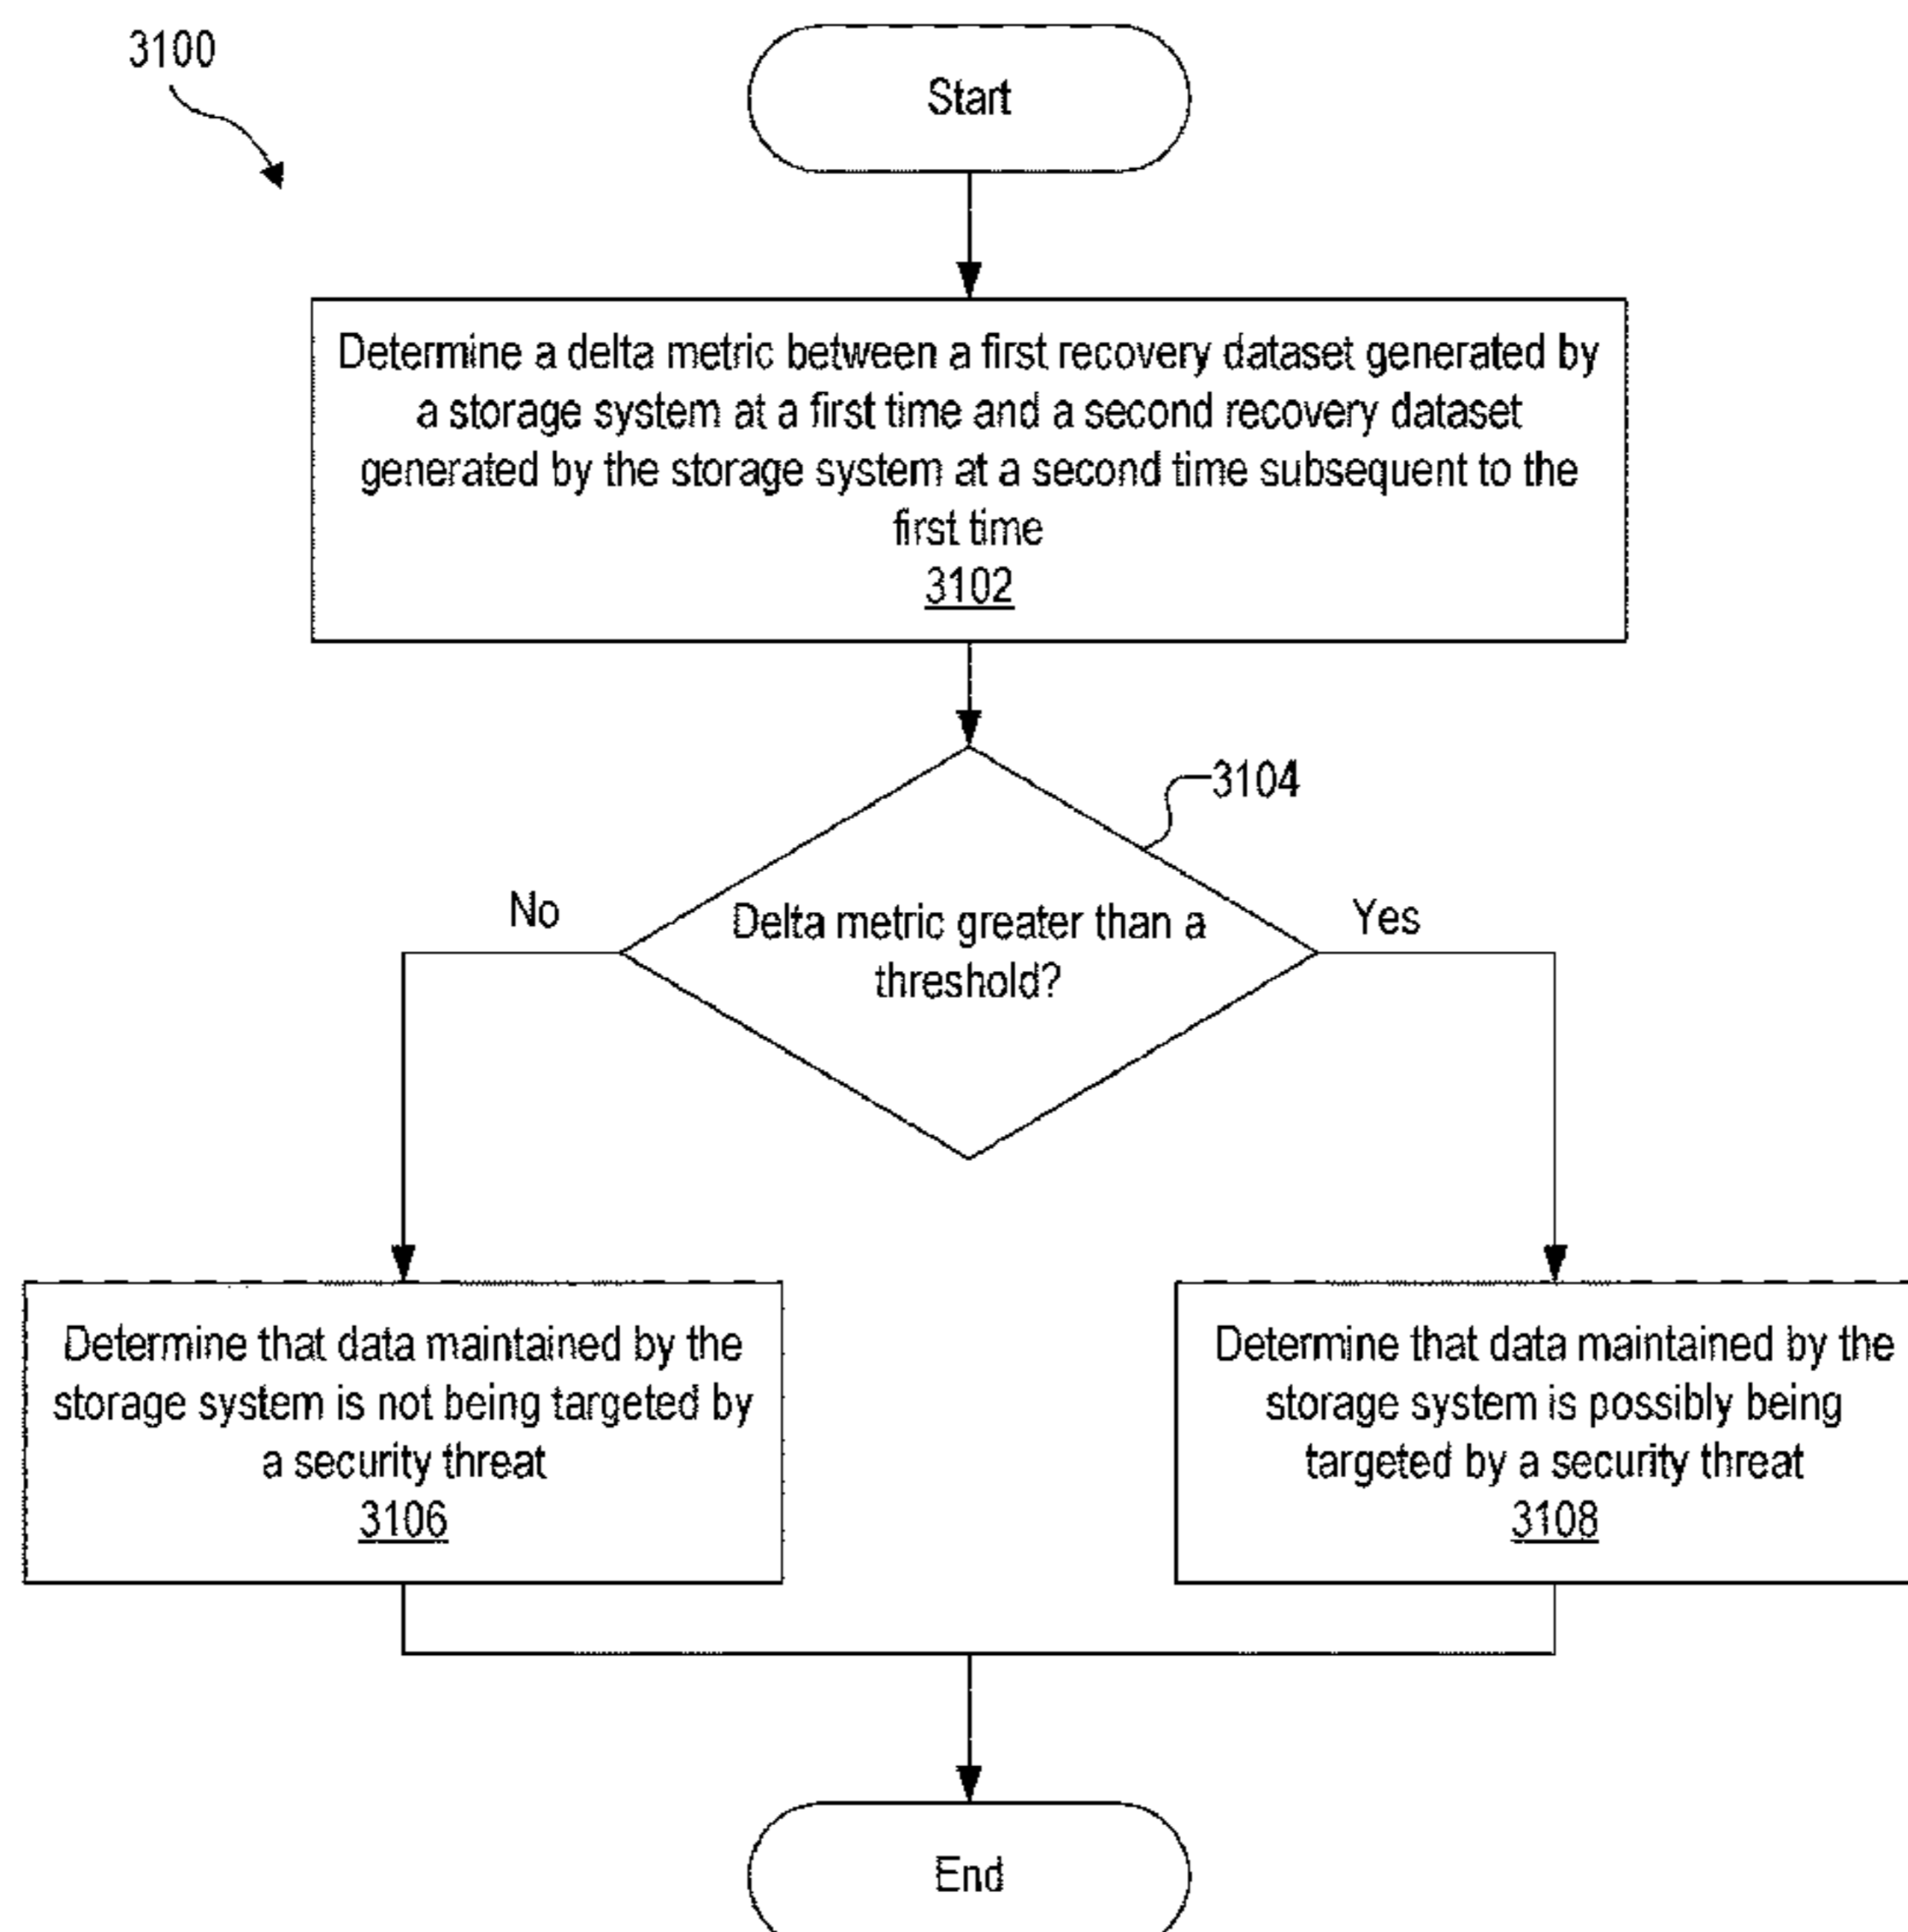 3100
Start
Determine a delta metric between a first recovery dataset generated by
a storage system at a first time and a second recovery dataset
generated by the storage system at a second time subsequent to the
first time
3102
3104
No
Yes
Delta metric greater than a
threshold?
Determine that data maintained by the
storage system is not being targeted by
a security threat
3106
Determine that data maintained by the
storage system is possibly being
targeted by a security threat
3108
End